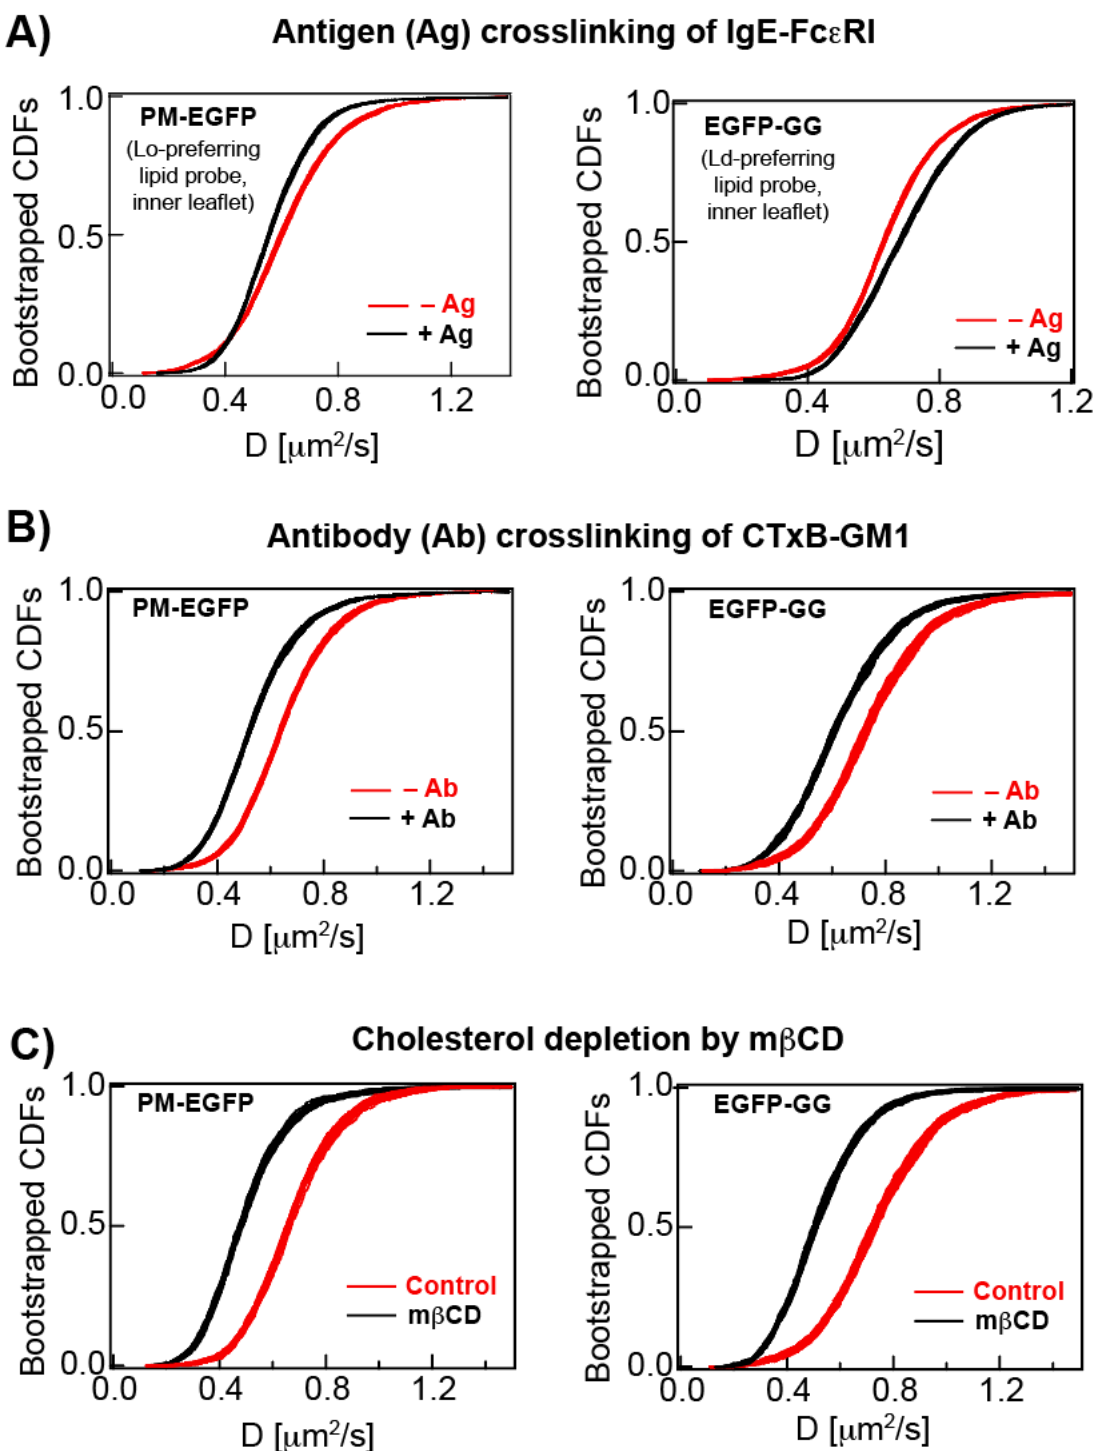 A)
Antigen (Ag) crosslinking of IgE-FcεRI
Bootstrapped CDFs
1.0
0.5
0.0
PM-EGFP
(Lo-preferring
lipid probe,
inner leaflet)
– Ag
+ Ag
0.0 0.4 0.8 1.2
D [μm²/s]
Bootstrapped CDFs
1.0
0.5
0.0
EGFP-GG
(Ld-preferring
lipid probe,
inner leaflet)
– Ag
+ Ag
0.0 0.4 0.8 1.2
D [μm²/s]
B)
Antibody (Ab) crosslinking of CTxB-GM1
Bootstrapped CDFs
1.0
0.5
0.0
PM-EGFP
– Ab
+ Ab
0.0 0.4 0.8 1.2
D [μm²/s]
Bootstrapped CDFs
1.0
0.5
0.0
EGFP-GG
– Ab
+ Ab
0.0 0.4 0.8 1.2
D [μm²/s]
C)
Cholesterol depletion by mβCD
Bootstrapped CDFs
1.0
0.5
0.0
PM-EGFP
Control
mβCD
0.0 0.4 0.8 1.2
D [μm²/s]
Bootstrapped CDFs
1.0
0.5
0.0
EGFP-GG
Control
mβCD
0.0 0.4 0.8 1.2
D [μm²/s]